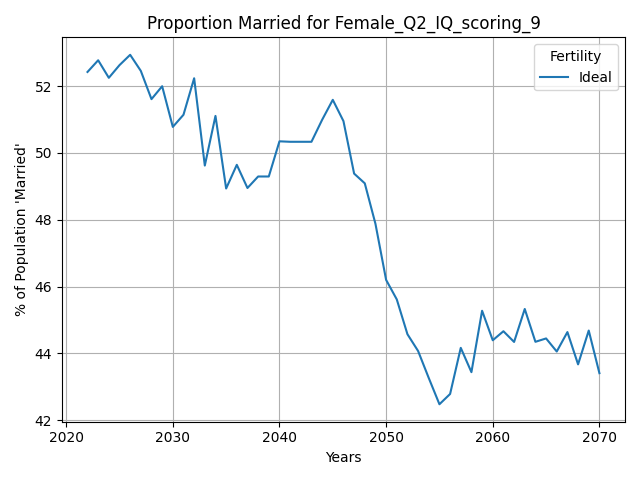 Proportion Married for Female_Q2_IQ_scoring_9
Fertility
Ideal
% of Population 'Married'
52
50
48
46
44
42
2020
2030
2040
2050
2060
2070
Years